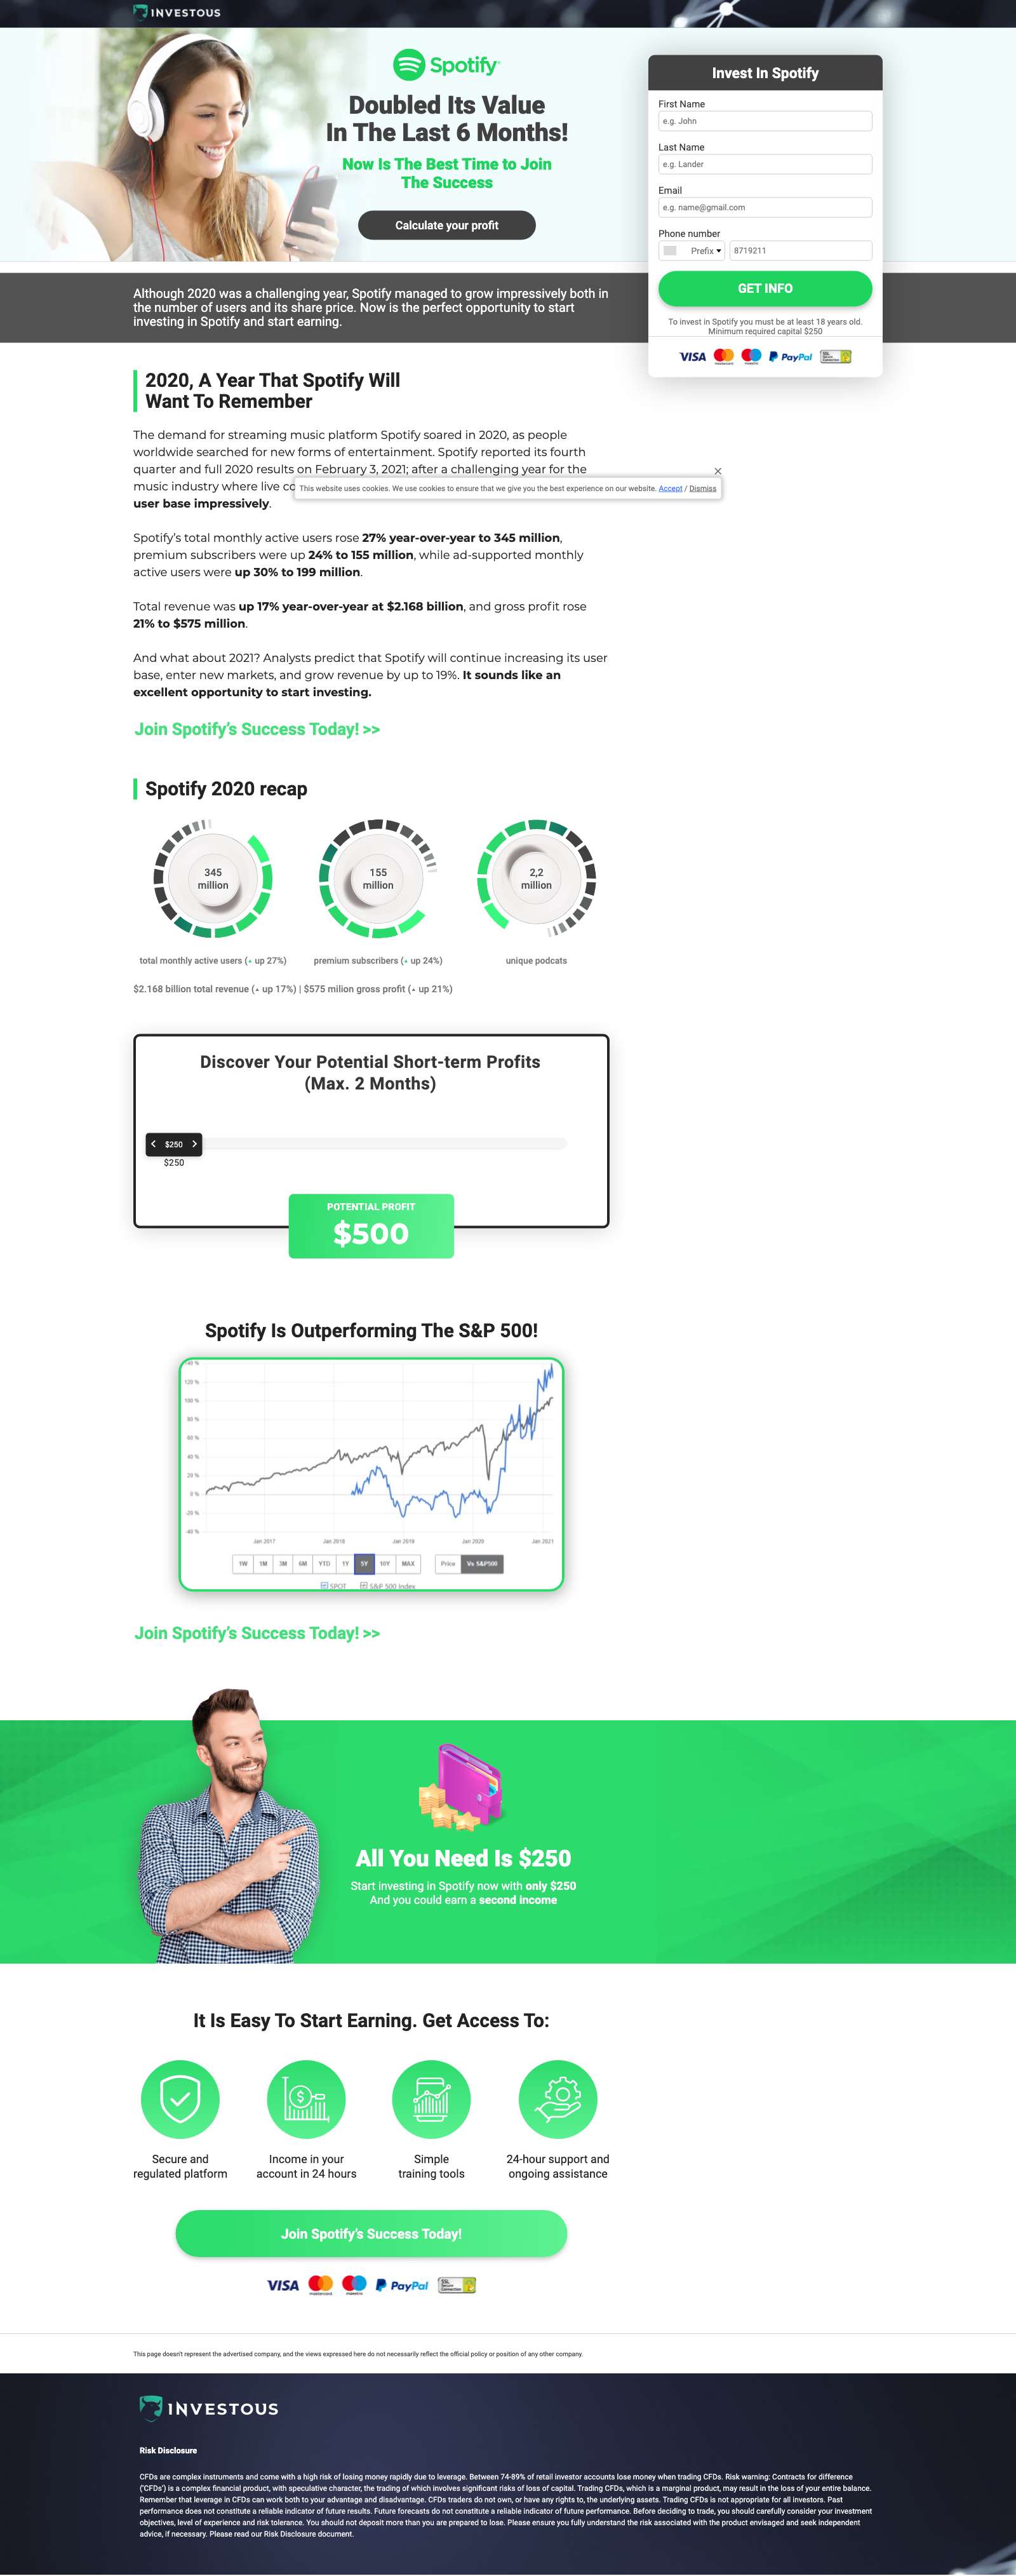 INVESTOUS
Spotify
Doubled Its Value
In The Last 6 Months!
Now Is The Best Time to Join
The Success
Calculate your profit
Invest In Spotify
First Name
e.g. John
Last Name
e.g. Lander
Email
e.g. name@gmail.com
Phone number
Prefix
8719211
GET INFO
To invest in Spotify you must be at least 18 years old.
Minimum required capital $250
VISA mastercard maestro PayPal SSL Secure Connection
Although 2020 was a challenging year, Spotify managed to grow impressively both in
the number of users and its share price. Now is the perfect opportunity to start
investing in Spotify and start earning.
2020, A Year That Spotify Will
Want To Remember
The demand for streaming music platform Spotify soared in 2020, as people
worldwide searched for new forms of entertainment. Spotify reported its fourth
quarter and full 2020 results on February 3, 2021; after a challenging year for the
music industry where live co
This website uses cookies. We use cookies to ensure that we give you the best experience on our website. Accept / Dismiss
user base impressively.
Spotify's total monthly active users rose 27% year-over-year to 345 million,
premium subscribers were up 24% to 155 million, while ad-supported monthly
active users were up 30% to 199 million.
Total revenue was up 17% year-over-year at $2.168 billion, and gross profit rose
21% to $575 million.
And what about 2021? Analysts predict that Spotify will continue increasing its user
base, enter new markets, and grow revenue by up to 19%. It sounds like an
excellent opportunity to start investing.
Join Spotify's Success Today! >>
Spotify 2020 recap
345
million
155
million
2,2
million
total monthly active users (▲ up 27%)
premium subscribers (▲ up 24%)
unique podcats
$2.168 billion total revenue (▲ up 17%) | $575 milion gross profit (▲ up 21%)
Discover Your Potential Short-term Profits
(Max. 2 Months)
$250
$250
POTENTIAL PROFIT
$500
Spotify Is Outperforming The S&P 500!
120 %
100 %
80 %
60 %
40 %
20 %
0 %
-20 %
-40 %
Jan 2017 Jan 2018 Jan 2019 Jan 2020 Jan 2021
1W 1M 3M 6M YTD 1Y 5Y 10Y MAX Price Vs S&P500
SPOT S&P 500 Index
Join Spotify's Success Today! >>
All You Need Is $250
Start investing in Spotify now with only $250
And you could earn a second income
It Is Easy To Start Earning. Get Access To:
Secure and
regulated platform
Income in your
account in 24 hours
Simple
training tools
24-hour support and
ongoing assistance
Join Spotify's Success Today!
VISA mastercard maestro PayPal SSL Secure Connection
This page doesn't represent the advertised company, and the views expressed here do not necessarily reflect the official policy or position of any other company.
INVESTOUS
Risk Disclosure
CFDs are complex instruments and come with a high risk of losing money rapidly due to leverage. Between 74-89% of retail investor accounts lose money when trading CFDs. Risk warning: Contracts for difference
('CFDs') is a complex financial product, with speculative character, the trading of which involves significant risks of loss of capital. Trading CFDs, which is a marginal product, may result in the loss of your entire balance.
Remember that leverage in CFDs can work both to your advantage and disadvantage. CFDs traders do not own, or have any rights to, the underlying assets. Trading CFDs is not appropriate for all investors. Past
performance does not constitute a reliable indicator of future results. Future forecasts do not constitute a reliable indicator of future performance. Before deciding to trade, you should carefully consider your investment
objectives, level of experience and risk tolerance. You should not deposit more than you are prepared to lose. Please ensure you fully understand the risk associated with the product envisaged and seek independent
advice, if necessary. Please read our Risk Disclosure document.